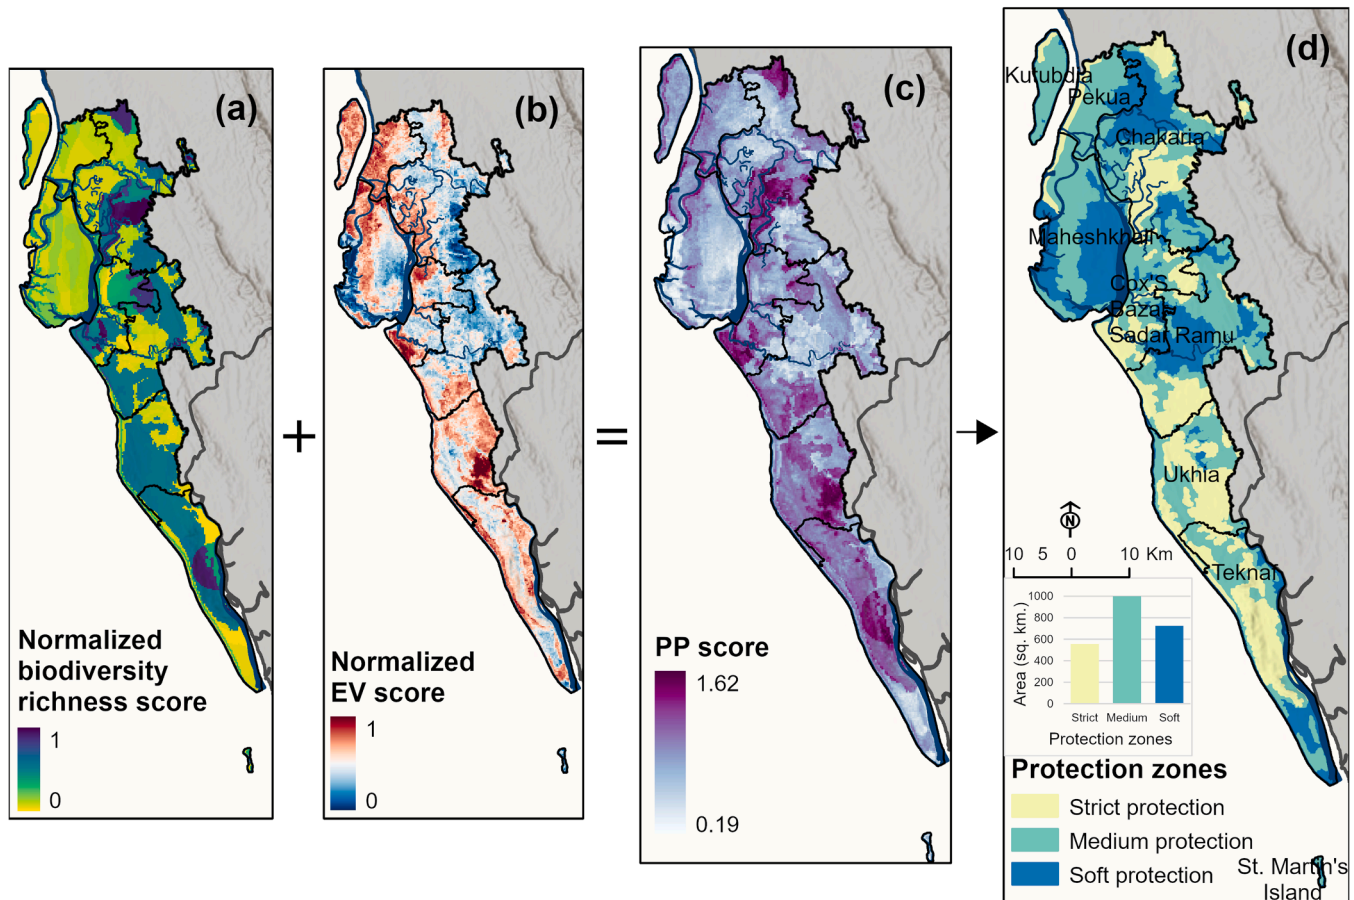 (a)
Normalized
biodiversity
richness score
1
0
+
(b)
Normalized
EV score
1
0
=
(c)
PP score
1.62
0.19
(d)
Kurubdia
Pekua
Chakaria
Maheshkhali
Cox'S
Bazar
Sadar Ramu
Ukhia
Teknaf
N
10 5 0 10 Km
Area (sq. km.)
1000
800
600
400
200
0
Strict Medium Soft
Protection zones
Protection zones
Strict protection
Medium protection
Soft protection
St. Martin's
Island